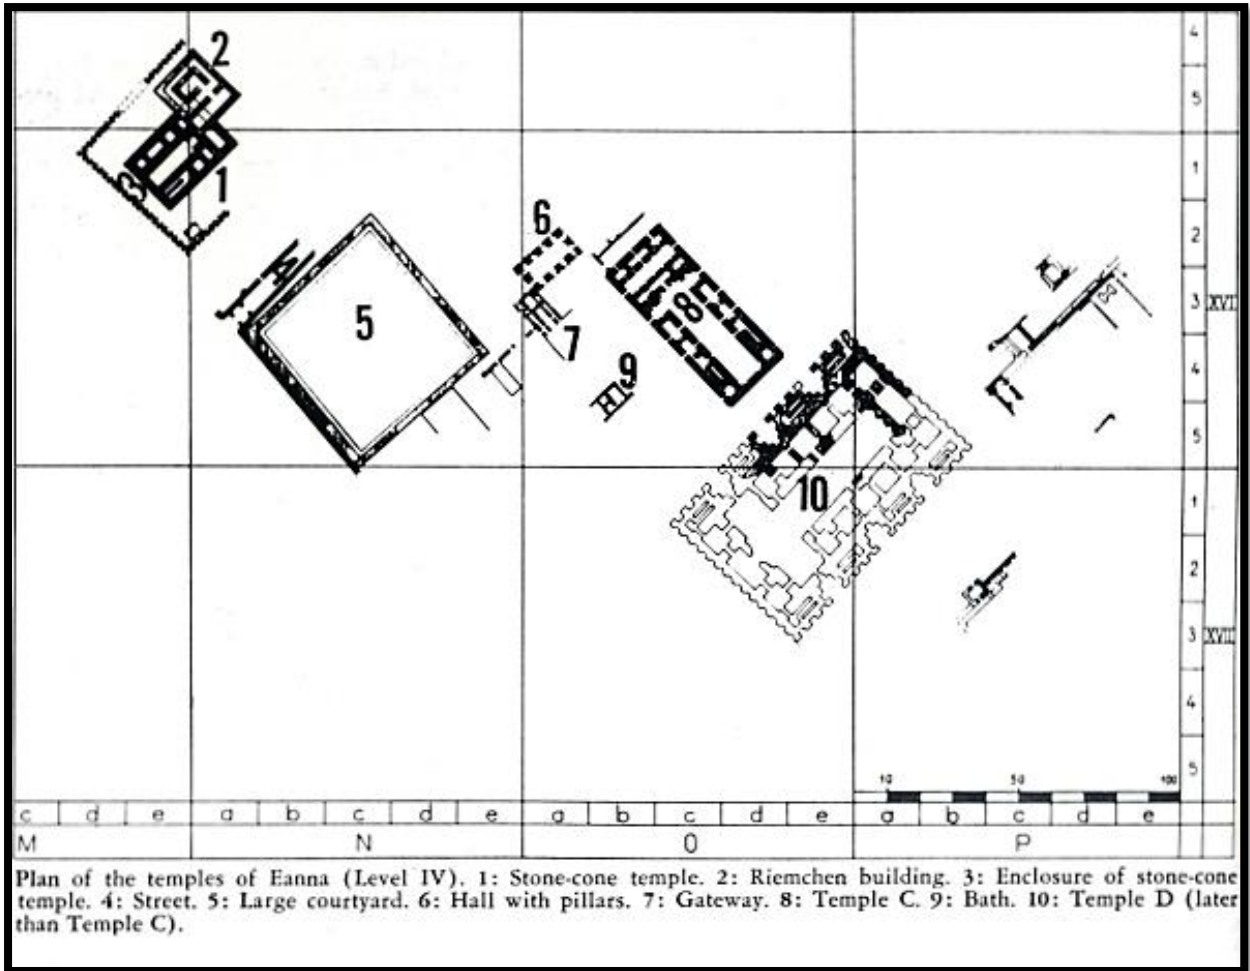 2
1
3
5
6
7
8
9
10
4
5
1
2
3 XVI
4
5
1
2
3 XVII
4
5
10 50 100
c d e a b c d e a b c d e a b c d e
M N O P
Plan of the temples of Eanna (Level IV). 1: Stone-cone temple. 2: Riemchen building. 3: Enclosure of stone-cone
temple. 4: Street. 5: Large courtyard. 6: Hall with pillars. 7: Gateway. 8: Temple C. 9: Bath. 10: Temple D (later
than Temple C).